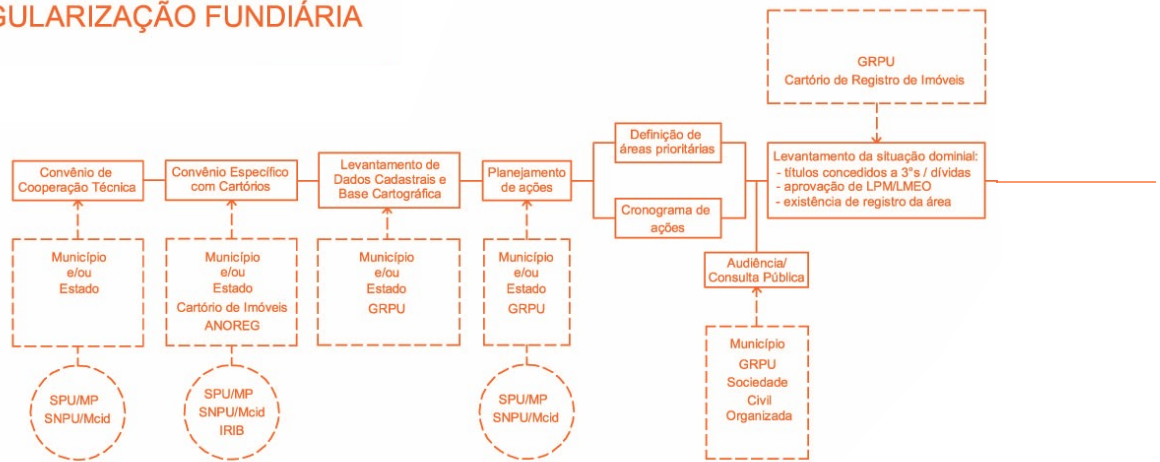 GULARIZAÇÃO FUNDIÁRIA
GRPU
Cartório de Registro de Imóveis
Convênio de
Cooperação Técnica
Convênio Específico
com Cartórios
Levantamento de
Dados Cadastrais e
Base Cartográfica
Planejamento
de ações
Definição de
áreas prioritárias
Cronograma de
ações
Levantamento da situação dominial:
- títulos concedidos a 3°s / dívidas
- aprovação de LPM/LMEO
- existência de registro da área
Audiência/
Consulta Pública
Município
e/ou
Estado
Município
e/ou
Estado
Cartório de Imóveis
ANOREG
Município
e/ou
Estado
GRPU
Município
e/ou
Estado
GRPU
Município
GRPU
Sociedade
Civil
Organizada
SPU/MP
SNPU/Mcid
SPU/MP
SNPU/Mcid
IRIB
SPU/MP
SNPU/Mcid